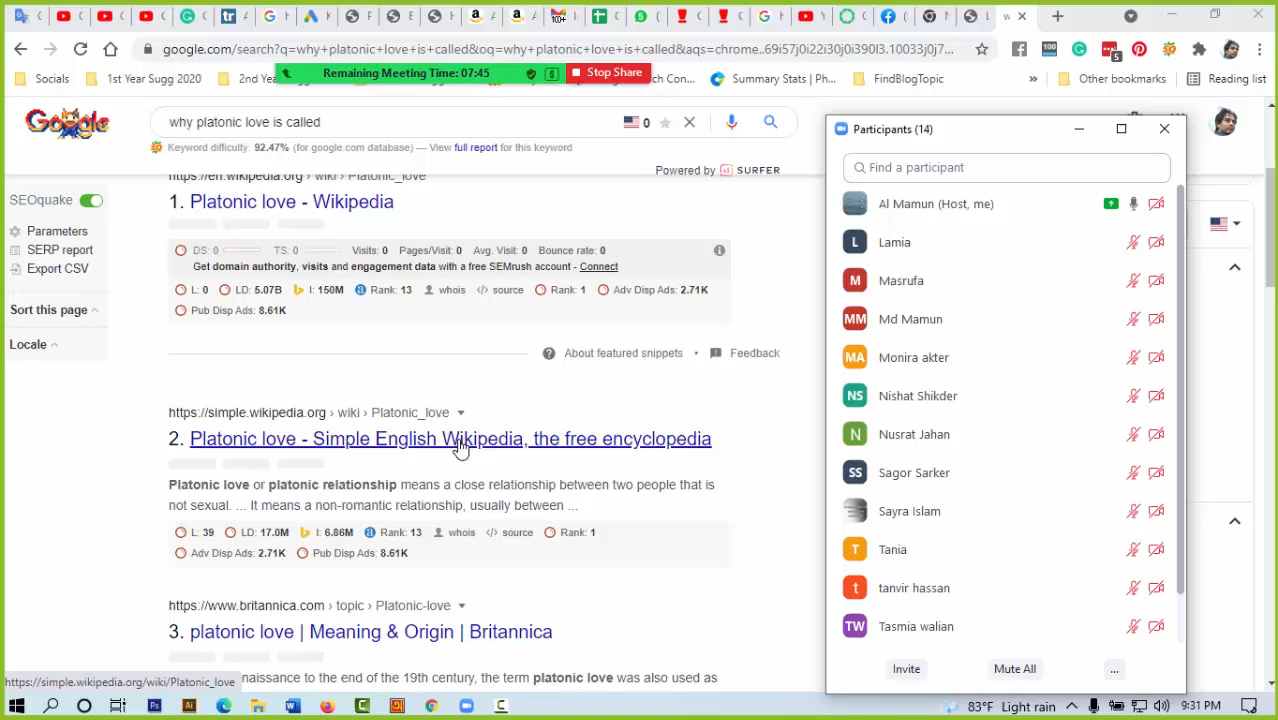 w
google.com/search?q=why+platonic+love+is+called&oq=why+platonic+love+is+called&aqs=chrome..69i57j0i22i30j0i390l3.10033j0j7...
Socials
1st Year Sugg 2020
Remaining Meeting Time: 07:45
Stop Share
Summary Stats | Ph...
FindBlogTopic
»
Other bookmarks
Reading list
Google
why platonic love is called
0
Keyword difficulty: 92.47% (for google.com database) — View full report for this keyword
Powered by SURFER
SEOquake
Parameters
SERP report
Export CSV
Sort this page
Locale
https://en.wikipedia.org › wiki › Platonic_love
1. Platonic love - Wikipedia
DS: 0 TS: 0 Visits: 0 Pages/Visit: 0 Avg. Visit: 0 Bounce rate: 0
Get domain authority, visits and engagement data with a free SEMrush account - Connect
L: 0 LD: 5.07B I: 150M Rank: 13 whois source Rank: 1 Adv Disp Ads: 2.71K
Pub Disp Ads: 8.61K
About featured snippets • Feedback
https://simple.wikipedia.org › wiki › Platonic_love
2. Platonic love - Simple English Wikipedia, the free encyclopedia
Platonic love or platonic relationship means a close relationship between two people that is
not sexual. ... It means a non-romantic relationship, usually between ...
L: 39 LD: 17.0M I: 6.86M Rank: 13 whois source Rank: 1
Adv Disp Ads: 2.71K Pub Disp Ads: 8.61K
https://www.britannica.com › topic › Platonic-love
3. platonic love | Meaning & Origin | Britannica
naissance to the end of the 19th century, the term platonic love was also used as
https://simple.wikipedia.org/wiki/Platonic_love
Participants (14)
Find a participant
Al Mamun (Host, me)
L Lamia
M Masrufa
MM Md Mamun
MA Monira akter
NS Nishat Shikder
N Nusrat Jahan
SS Sagor Sarker
Sayra Islam
T Tania
t tanvir hassan
TW Tasmia walian
Invite
Mute All
...
83°F Light rain
9:31 PM